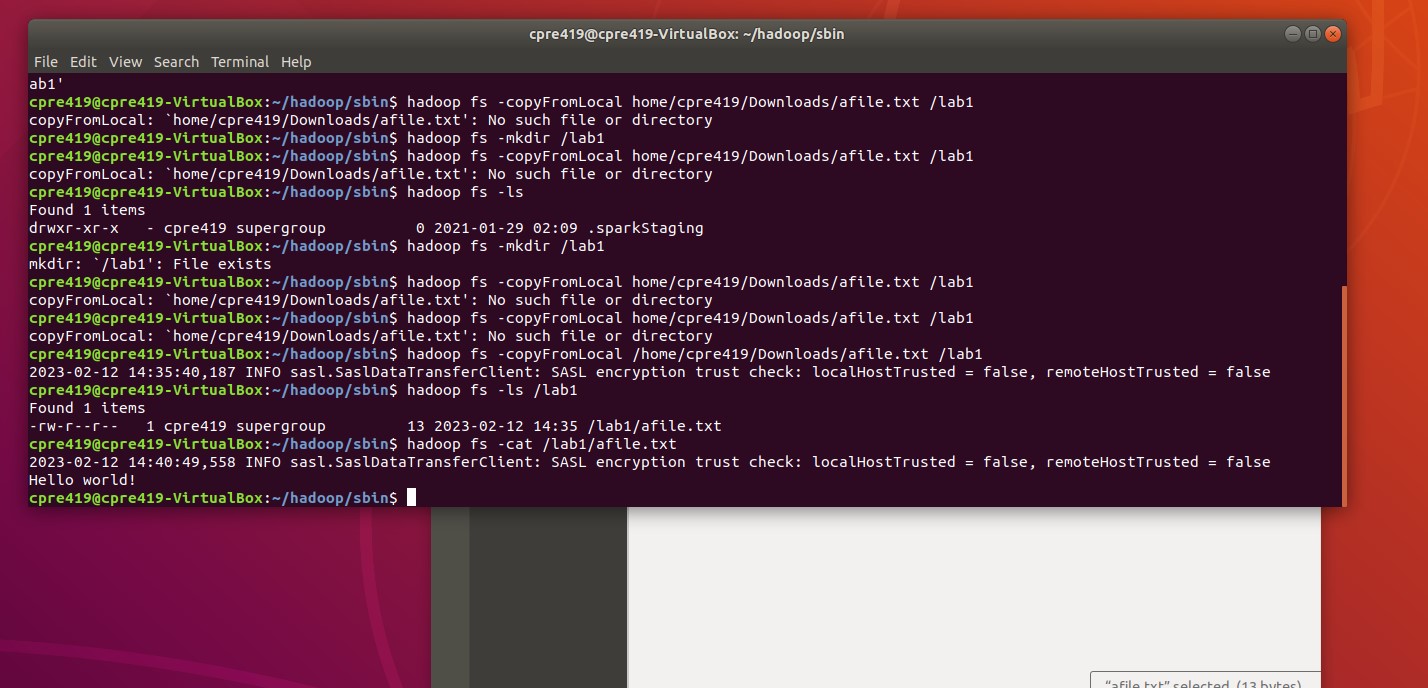 cpre419@cpre419-VirtualBox: ~/hadoop/sbin
File Edit View Search Terminal Help
ab1'
cpre419@cpre419-VirtualBox:~/hadoop/sbin$ hadoop fs -copyFromLocal home/cpre419/Downloads/afile.txt /lab1
copyFromLocal: `home/cpre419/Downloads/afile.txt': No such file or directory
cpre419@cpre419-VirtualBox:~/hadoop/sbin$ hadoop fs -mkdir /lab1
cpre419@cpre419-VirtualBox:~/hadoop/sbin$ hadoop fs -copyFromLocal home/cpre419/Downloads/afile.txt /lab1
copyFromLocal: `home/cpre419/Downloads/afile.txt': No such file or directory
cpre419@cpre419-VirtualBox:~/hadoop/sbin$ hadoop fs -ls
Found 1 items
drwxr-xr-x   - cpre419 supergroup          0 2021-01-29 02:09 .sparkStaging
cpre419@cpre419-VirtualBox:~/hadoop/sbin$ hadoop fs -mkdir /lab1
mkdir: `/lab1': File exists
cpre419@cpre419-VirtualBox:~/hadoop/sbin$ hadoop fs -copyFromLocal home/cpre419/Downloads/afile.txt /lab1
copyFromLocal: `home/cpre419/Downloads/afile.txt': No such file or directory
cpre419@cpre419-VirtualBox:~/hadoop/sbin$ hadoop fs -copyFromLocal home/cpre419/Downloads/afile.txt /lab1
copyFromLocal: `home/cpre419/Downloads/afile.txt': No such file or directory
cpre419@cpre419-VirtualBox:~/hadoop/sbin$ hadoop fs -copyFromLocal /home/cpre419/Downloads/afile.txt /lab1
2023-02-12 14:35:40,187 INFO sasl.SaslDataTransferClient: SASL encryption trust check: localHostTrusted = false, remoteHostTrusted = false
cpre419@cpre419-VirtualBox:~/hadoop/sbin$ hadoop fs -ls /lab1
Found 1 items
-rw-r--r--   1 cpre419 supergroup         13 2023-02-12 14:35 /lab1/afile.txt
cpre419@cpre419-VirtualBox:~/hadoop/sbin$ hadoop fs -cat /lab1/afile.txt
2023-02-12 14:40:49,558 INFO sasl.SaslDataTransferClient: SASL encryption trust check: localHostTrusted = false, remoteHostTrusted = false
Hello world!
cpre419@cpre419-VirtualBox:~/hadoop/sbin$
“afile.txt” selected (13 bytes)